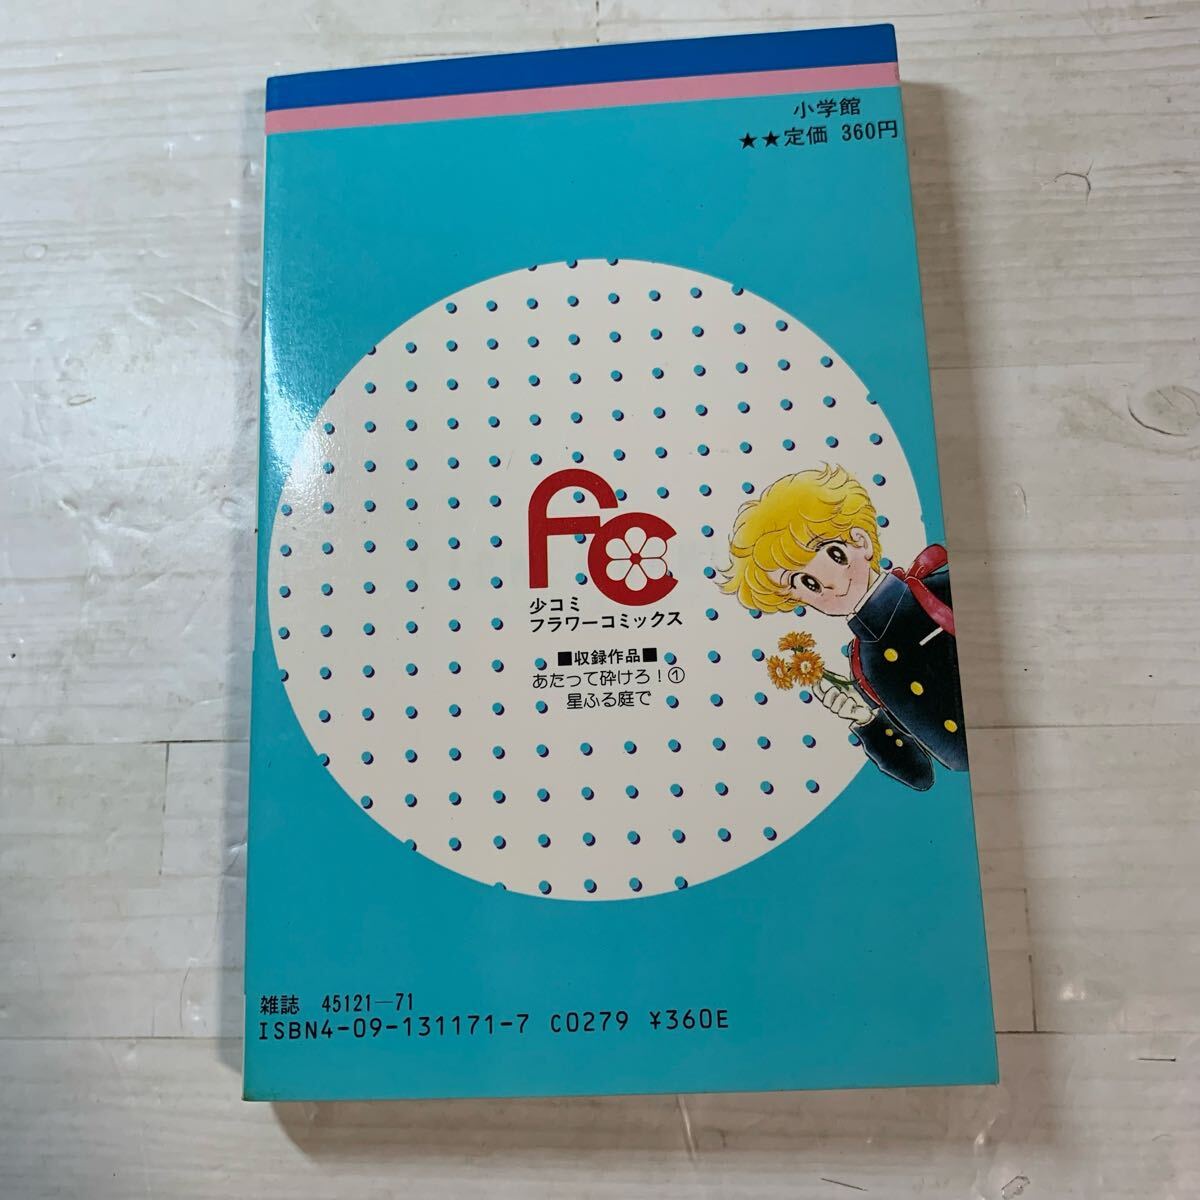 小学館
★★定価 360円
FC
少コミ
フラワーコミックス
■収録作品■
あたって砕けろ！①
星ふる庭で
雑誌 45121-71
ISBN4-09-131171-7 C0279 ¥360E